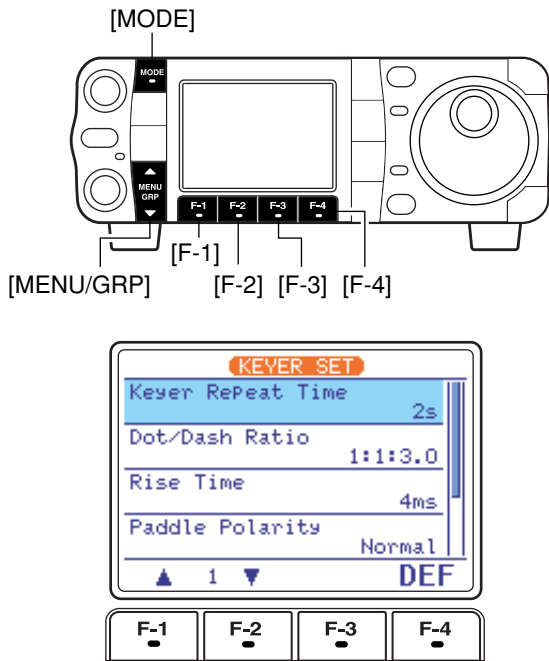 [MODE]
MODE
MENU
GRP
F-1 F-2 F-3 F-4
[F-1]
[MENU/GRP] [F-2] [F-3] [F-4]
KEYER SET
Keyer Repeat Time
2s
Dot/Dash Ratio
1:1:3.0
Rise Time
4ms
Paddle Polarity
Normal
1 DEF
F-1 F-2 F-3 F-4